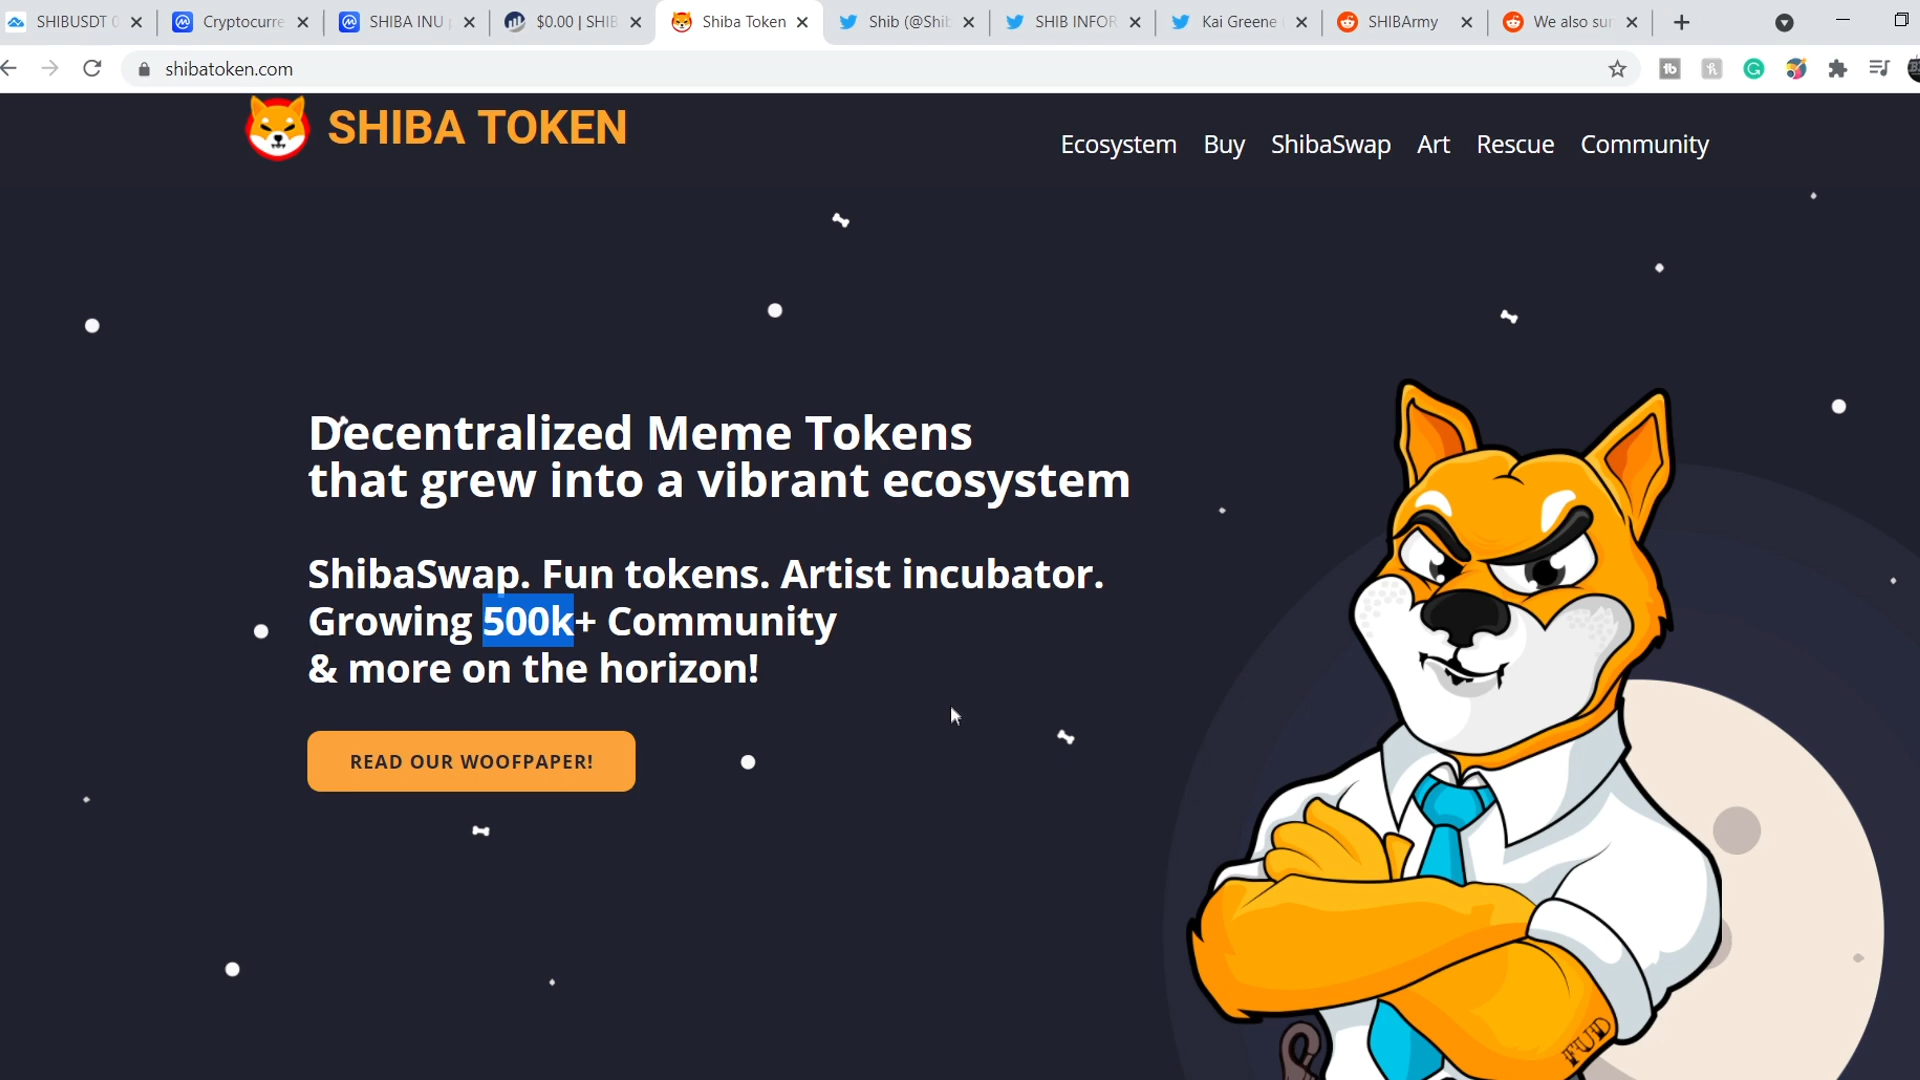 SHIBUSDT
Cryptocurre
SHIBA INU
$0.00 | SHIB
Shiba Token
Shib (@Shib
SHIB INFOR
Kai Greene
SHIBArmy
We also sur
shibatoken.com
SHIBA TOKEN
Ecosystem Buy ShibaSwap Art Rescue Community
Decentralized Meme Tokens
that grew into a vibrant ecosystem
ShibaSwap. Fun tokens. Artist incubator.
Growing 500k+ Community
& more on the horizon!
READ OUR WOOFPAPER!
FUD